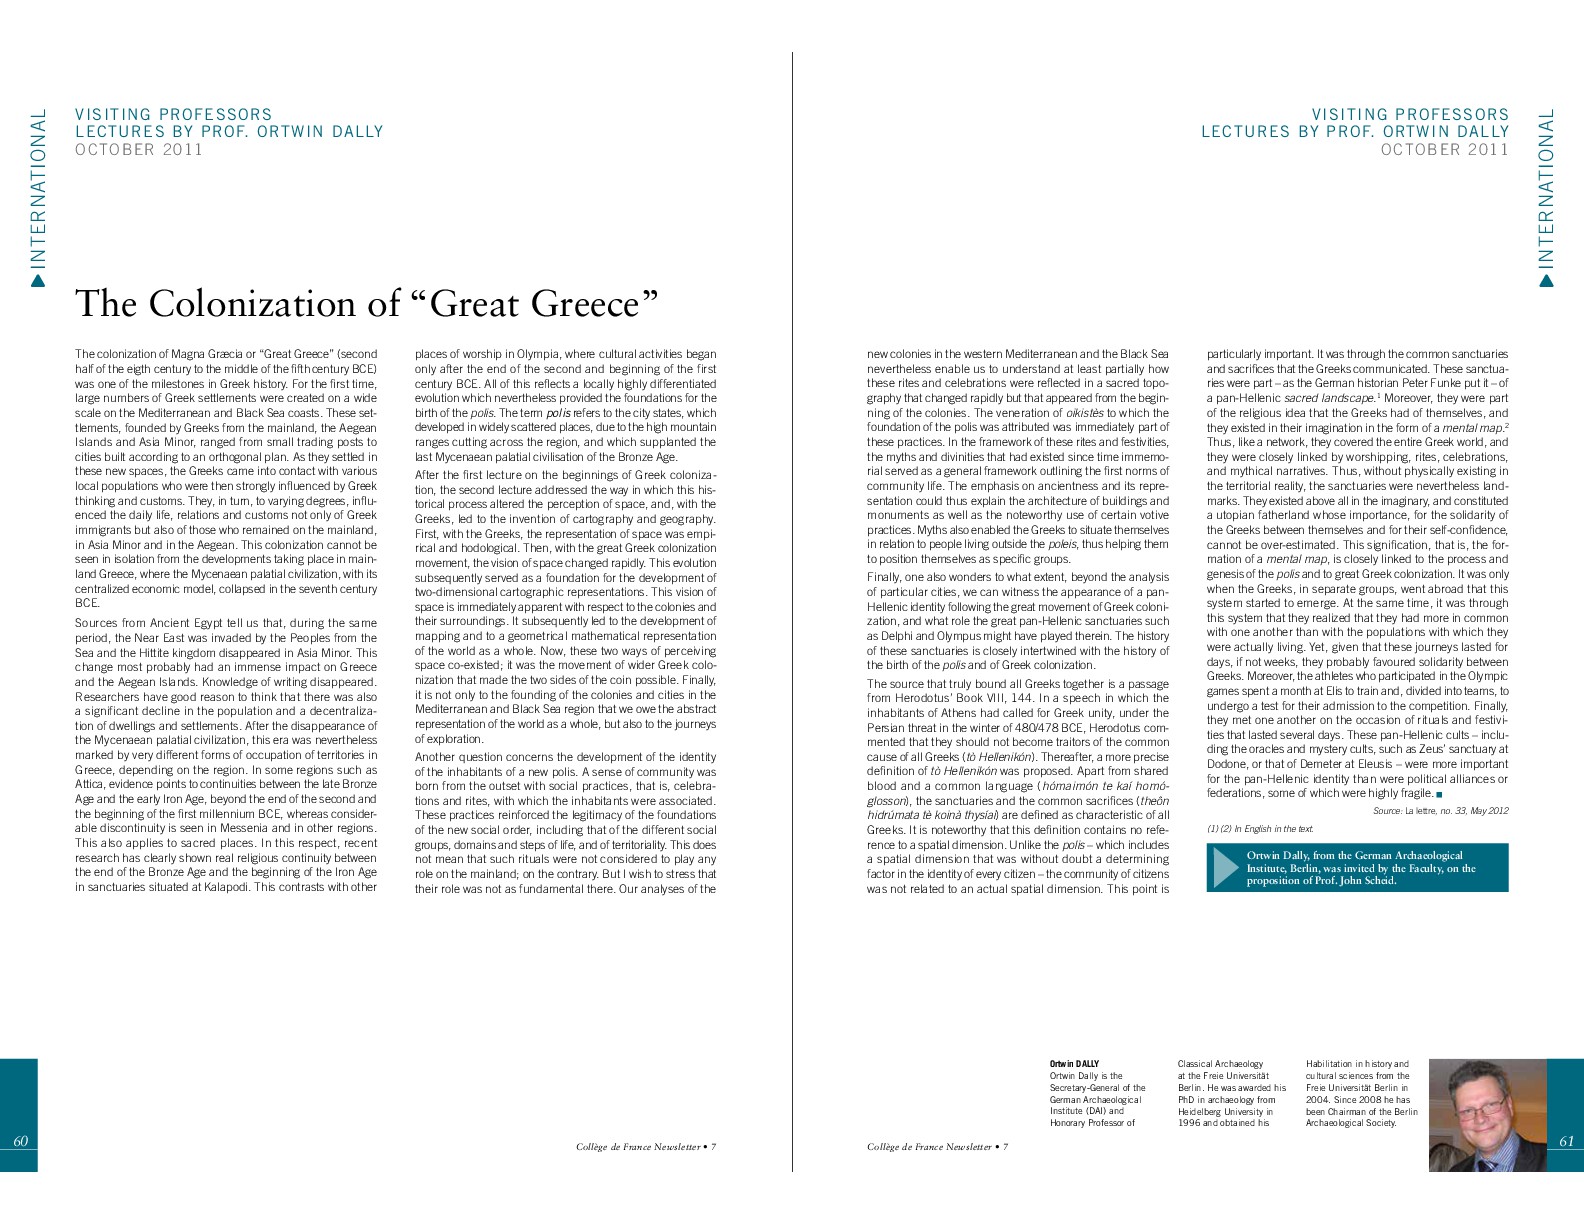 INTERNATIONAL
VISITING PROFESSORS
LECTURES BY PROF. ORTWIN DALLY
OCTOBER 2011
The Colonization of “Great Greece”
The colonization of Magna Græcia or “Great Greece” (second
half of the eigth century to the middle of the fifth century BCE)
was one of the milestones in Greek history. For the first time,
large numbers of Greek settlements were created on a wide
scale on the Mediterranean and Black Sea coasts. These set-
tlements, founded by Greeks from the mainland, the Aegean
Islands and Asia Minor, ranged from small trading posts to
cities built according to an orthogonal plan. As they settled in
these new spaces, the Greeks came into contact with various
local populations who were then strongly influenced by Greek
thinking and customs. They, in turn, to varying degrees, influ-
enced the daily life, relations and customs not only of Greek
immigrants but also of those who remained on the mainland,
in Asia Minor and in the Aegean. This colonization cannot be
seen in isolation from the developments taking place in main-
land Greece, where the Mycenaean palatial civilization, with its
centralized economic model, collapsed in the seventh century
BCE.
Sources from Ancient Egypt tell us that, during the same
period, the Near East was invaded by the Peoples from the
Sea and the Hittite kingdom disappeared in Asia Minor. This
change most probably had an immense impact on Greece
and the Aegean Islands. Knowledge of writing disappeared.
Researchers have good reason to think that there was also
a significant decline in the population and a decentraliza-
tion of dwellings and settlements. After the disappearance of
the Mycenaean palatial civilization, this era was nevertheless
marked by very different forms of occupation of territories in
Greece, depending on the region. In some regions such as
Attica, evidence points to continuities between the late Bronze
Age and the early Iron Age, beyond the end of the second and
the beginning of the first millennium BCE, whereas consider-
able discontinuity is seen in Messenia and in other regions.
This also applies to sacred places. In this respect, recent
research has clearly shown real religious continuity between
the end of the Bronze Age and the beginning of the Iron Age
in sanctuaries situated at Kalapodi. This contrasts with other
places of worship in Olympia, where cultural activities began
only after the end of the second and beginning of the first
century BCE. All of this reflects a locally highly differentiated
evolution which nevertheless provided the foundations for the
birth of the polis. The term polis refers to the city states, which
developed in widely scattered places, due to the high mountain
ranges cutting across the region, and which supplanted the
last Mycenaean palatial civilisation of the Bronze Age.
After the first lecture on the beginnings of Greek coloniza-
tion, the second lecture addressed the way in which this his-
torical process altered the perception of space, and, with the
Greeks, led to the invention of cartography and geography.
First, with the Greeks, the representation of space was empi-
rical and hodological. Then, with the great Greek colonization
movement, the vision of space changed rapidly. This evolution
subsequently served as a foundation for the development of
two-dimensional cartographic representations. This vision of
space is immediately apparent with respect to the colonies and
their surroundings. It subsequently led to the development of
mapping and to a geometrical mathematical representation
of the world as a whole. Now, these two ways of perceiving
space co-existed; it was the movement of wider Greek colo-
nization that made the two sides of the coin possible. Finally,
it is not only to the founding of the colonies and cities in the
Mediterranean and Black Sea region that we owe the abstract
representation of the world as a whole, but also to the journeys
of exploration.
Another question concerns the development of the identity
of the inhabitants of a new polis. A sense of community was
born from the outset with social practices, that is, celebra-
tions and rites, with which the inhabitants were associated.
These practices reinforced the legitimacy of the foundations
of the new social order, including that of the different social
groups, domains and steps of life, and of territoriality. This does
not mean that such rituals were not considered to play any
role on the mainland; on the contrary. But I wish to stress that
their role was not as fundamental there. Our analyses of the
60
Collège de France Newsletter • 7
VISITING PROFESSORS
LECTURES BY PROF. ORTWIN DALLY
OCTOBER 2011
INTERNATIONAL
new colonies in the western Mediterranean and the Black Sea
nevertheless enable us to understand at least partially how
these rites and celebrations were reflected in a sacred topo-
graphy that changed rapidly but that appeared from the begin-
ning of the colonies. The veneration of oikistès to which the
foundation of the polis was attributed was immediately part of
these practices. In the framework of these rites and festivities,
the myths and divinities that had existed since time immemo-
rial served as a general framework outlining the first norms of
community life. The emphasis on ancientness and its repre-
sentation could thus explain the architecture of buildings and
monuments as well as the noteworthy use of certain votive
practices. Myths also enabled the Greeks to situate themselves
in relation to people living outside the poleis, thus helping them
to position themselves as specific groups.
Finally, one also wonders to what extent, beyond the analysis
of particular cities, we can witness the appearance of a pan-
Hellenic identity following the great movement of Greek coloni-
zation, and what role the great pan-Hellenic sanctuaries such
as Delphi and Olympus might have played therein. The history
of these sanctuaries is closely intertwined with the history of
the birth of the polis and of Greek colonization.
The source that truly bound all Greeks together is a passage
from Herodotus’ Book VIII, 144. In a speech in which the
inhabitants of Athens had called for Greek unity, under the
Persian threat in the winter of 480/478 BCE, Herodotus com-
mented that they should not become traitors of the common
cause of all Greeks (tò Hellenikón). Thereafter, a more precise
definition of tò Hellenikón was proposed. Apart from shared
blood and a common language (hómaimón te kaí homó-
glosson), the sanctuaries and the common sacrifices (theôn
hidrúmata tè koinà thysiai) are defined as characteristic of all
Greeks. It is noteworthy that this definition contains no refe-
rence to a spatial dimension. Unlike the polis – which includes
a spatial dimension that was without doubt a determining
factor in the identity of every citizen – the community of citizens
was not related to an actual spatial dimension. This point is
particularly important. It was through the common sanctuaries
and sacrifices that the Greeks communicated. These sanctua-
ries were part – as the German historian Peter Funke put it – of
a pan-Hellenic sacred landscape.¹ Moreover, they were part
of the religious idea that the Greeks had of themselves, and
they existed in their imagination in the form of a mental map.²
Thus, like a network, they covered the entire Greek world, and
they were closely linked by worshipping, rites, celebrations,
and mythical narratives. Thus, without physically existing in
the territorial reality, the sanctuaries were nevertheless land-
marks. They existed above all in the imaginary, and constituted
a utopian fatherland whose importance, for the solidarity of
the Greeks between themselves and for their self-confidence,
cannot be over-estimated. This signification, that is, the for-
mation of a mental map, is closely linked to the process and
genesis of the polis and to great Greek colonization. It was only
when the Greeks, in separate groups, went abroad that this
system started to emerge. At the same time, it was through
this system that they realized that they had more in common
with one another than with the populations with which they
were actually living. Yet, given that these journeys lasted for
days, if not weeks, they probably favoured solidarity between
Greeks. Moreover, the athletes who participated in the Olympic
games spent a month at Elis to train and, divided into teams, to
undergo a test for their admission to the competition. Finally,
they met one another on the occasion of rituals and festivi-
ties that lasted several days. These pan-Hellenic cults – inclu-
ding the oracles and mystery cults, such as Zeus’ sanctuary at
Dodone, or that of Demeter at Eleusis – were more important
for the pan-Hellenic identity than were political alliances or
federations, some of which were highly fragile.
Source: La lettre, no. 33, May 2012
(1) (2) In English in the text.
Ortwin Dally, from the German Archaeological
Institute, Berlin, was invited by the Faculty, on the
proposition of Prof. John Scheid.
Ortwin DALLY
Ortwin Dally is the
Secretary-General of the
German Archaeological
Institute (DAI) and
Honorary Professor of
Classical Archaeology
at the Freie Universität
Berlin. He was awarded his
PhD in archaeology from
Heidelberg University in
1996 and obtained his
Habilitation in history and
cultural sciences from the
Freie Universität Berlin in
2004. Since 2008 he has
been Chairman of the Berlin
Archaeological Society.
Collège de France Newsletter • 7
61